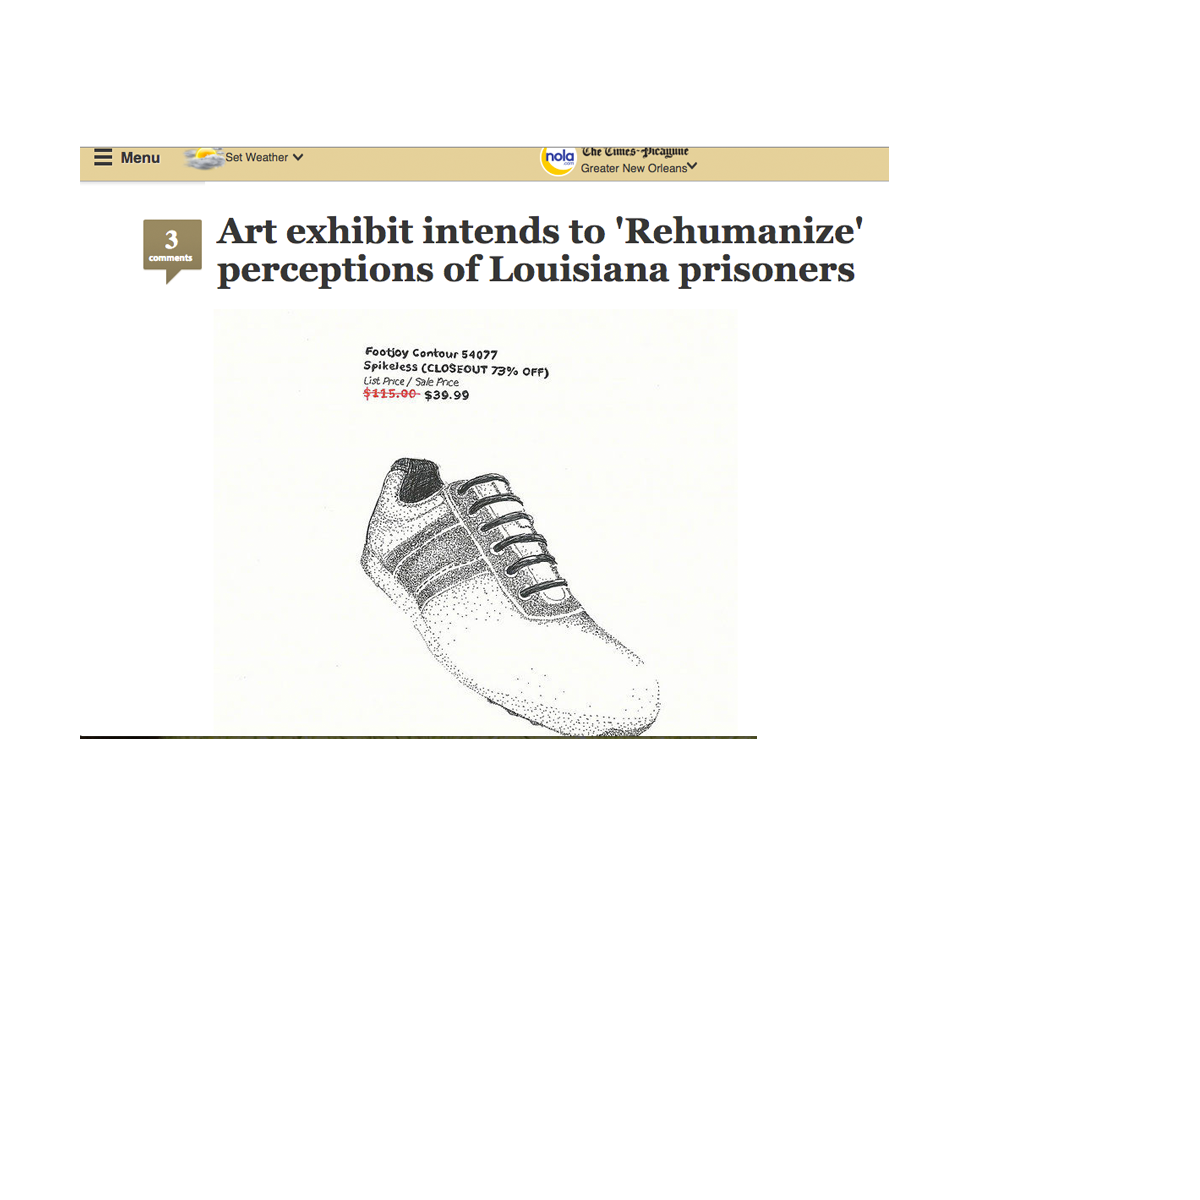 Menu
Set Weather
nola
.com
The Times-Picayune
Greater New Orleans
3
comments
Art exhibit intends to 'Rehumanize'
perceptions of Louisiana prisoners
Footjoy Contour 54077
Spikeless (CLOSEOUT 73% OFF)
List Price / Sale Price
$115.00 $39.99